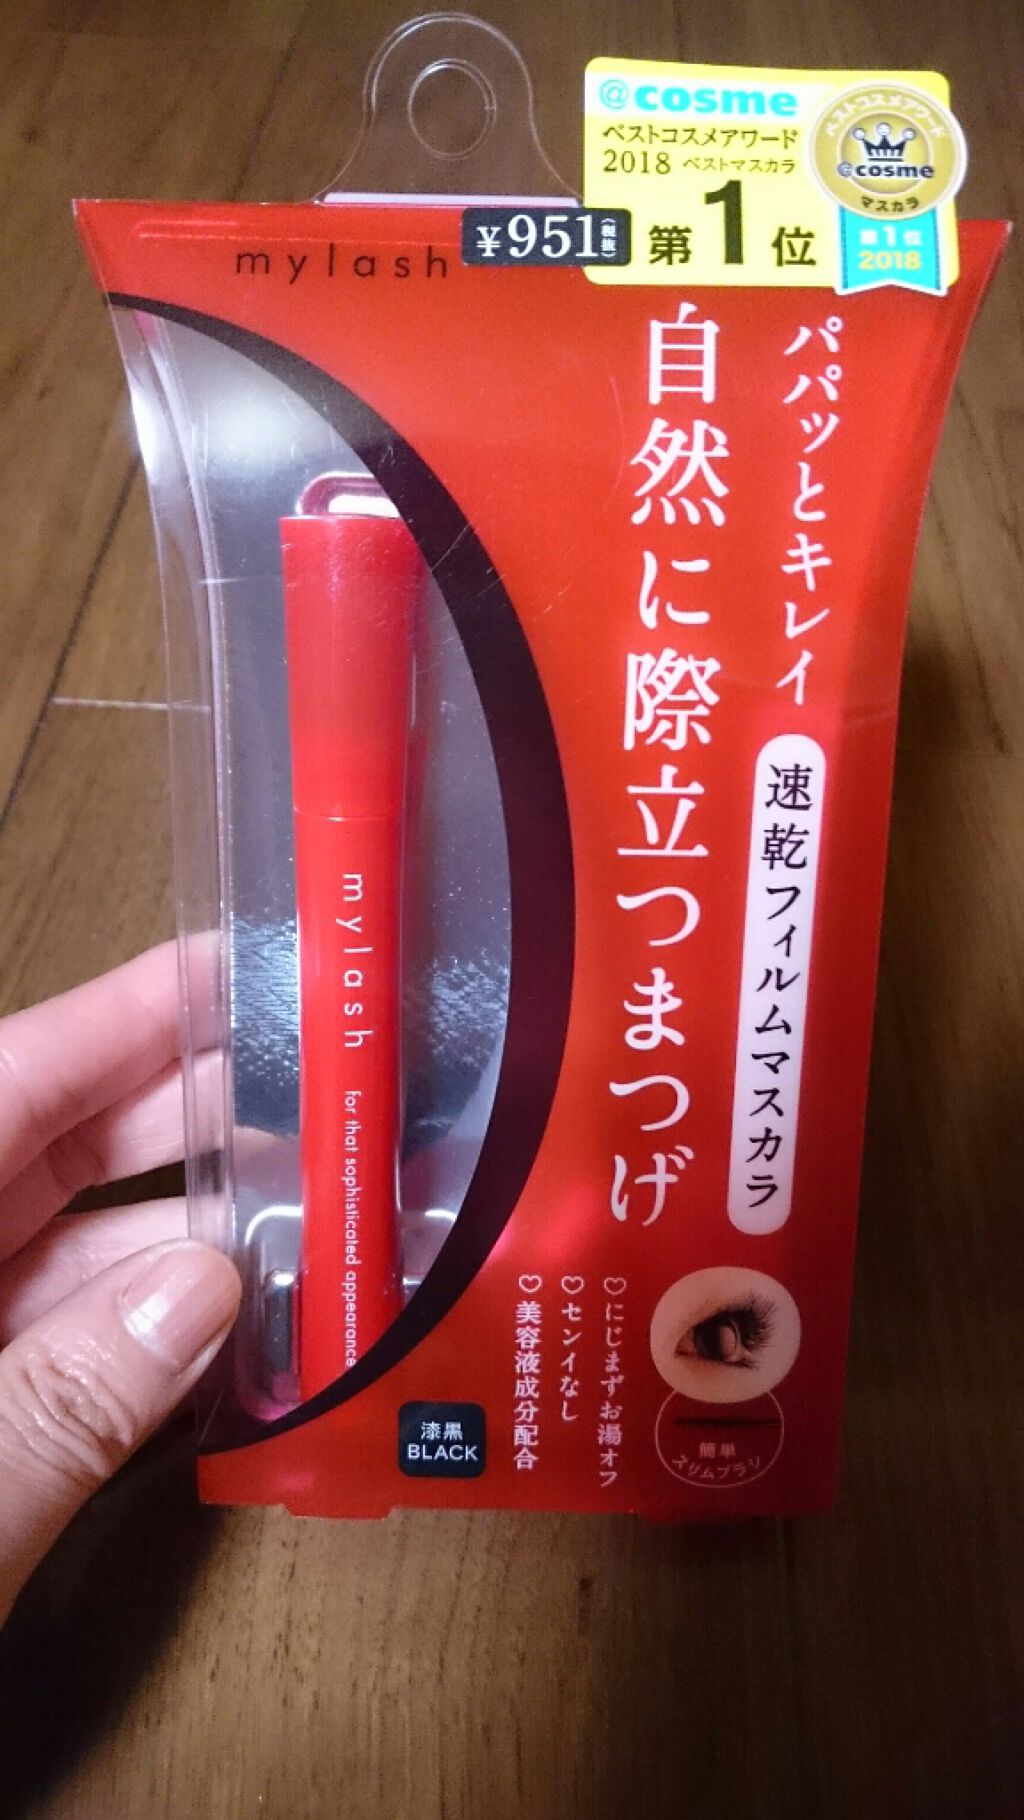 @cosme
ベストコスメアワード
2018 ベストマスカラ
第1位
ベストコスメアワード
@cosme
マスカラ
第1位
2018
¥951(税抜)
mylash
パパッとキレイ
速乾フィルムマスカラ
自然に際立つまつげ
♡にじまずお湯オフ
♡センイなし
♡美容液成分配合
mylash for that sophisticated appearance
漆黒
BLACK
簡単
スリムブラシ